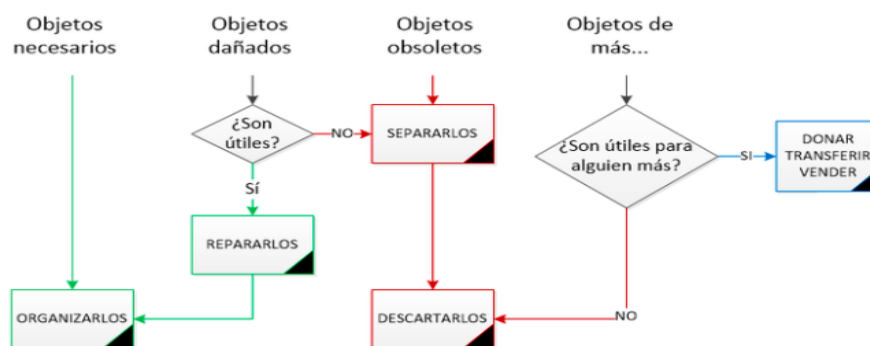 Objetos
necesarios
Objetos
dañados
Objetos
obsoletos
Objetos de
más...
¿Son
útiles?
NO
SEPARARLOS
¿Son útiles para
alguien más?
SI
DONAR
TRANSFERIR
VENDER
Sí
REPARARLOS
ORGANIZARLOS
DESCARTARLOS
NO